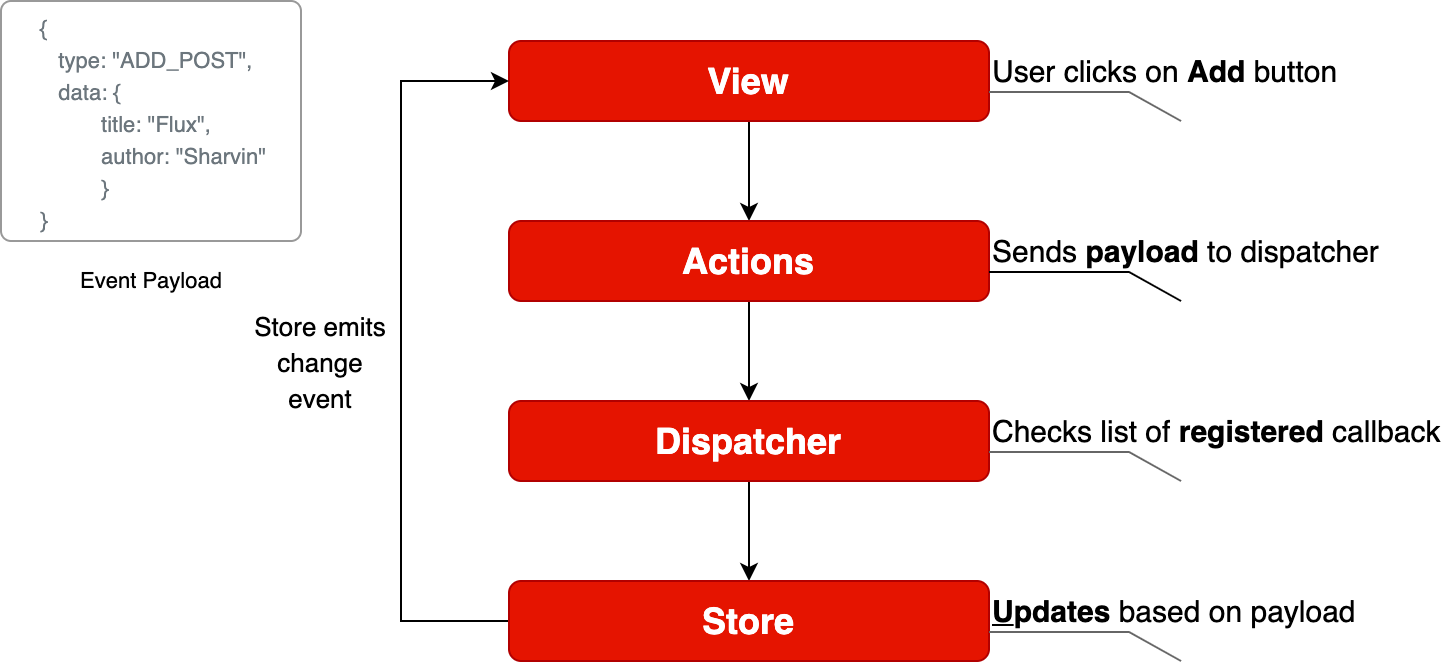 {
type: "ADD_POST",
data: {
title: "Flux",
author: "Sharvin"
}
}
Event Payload
View
User clicks on Add button
Actions
Sends payload to dispatcher
Store emits
change
event
Dispatcher
Checks list of registered callback
Store
Updates based on payload